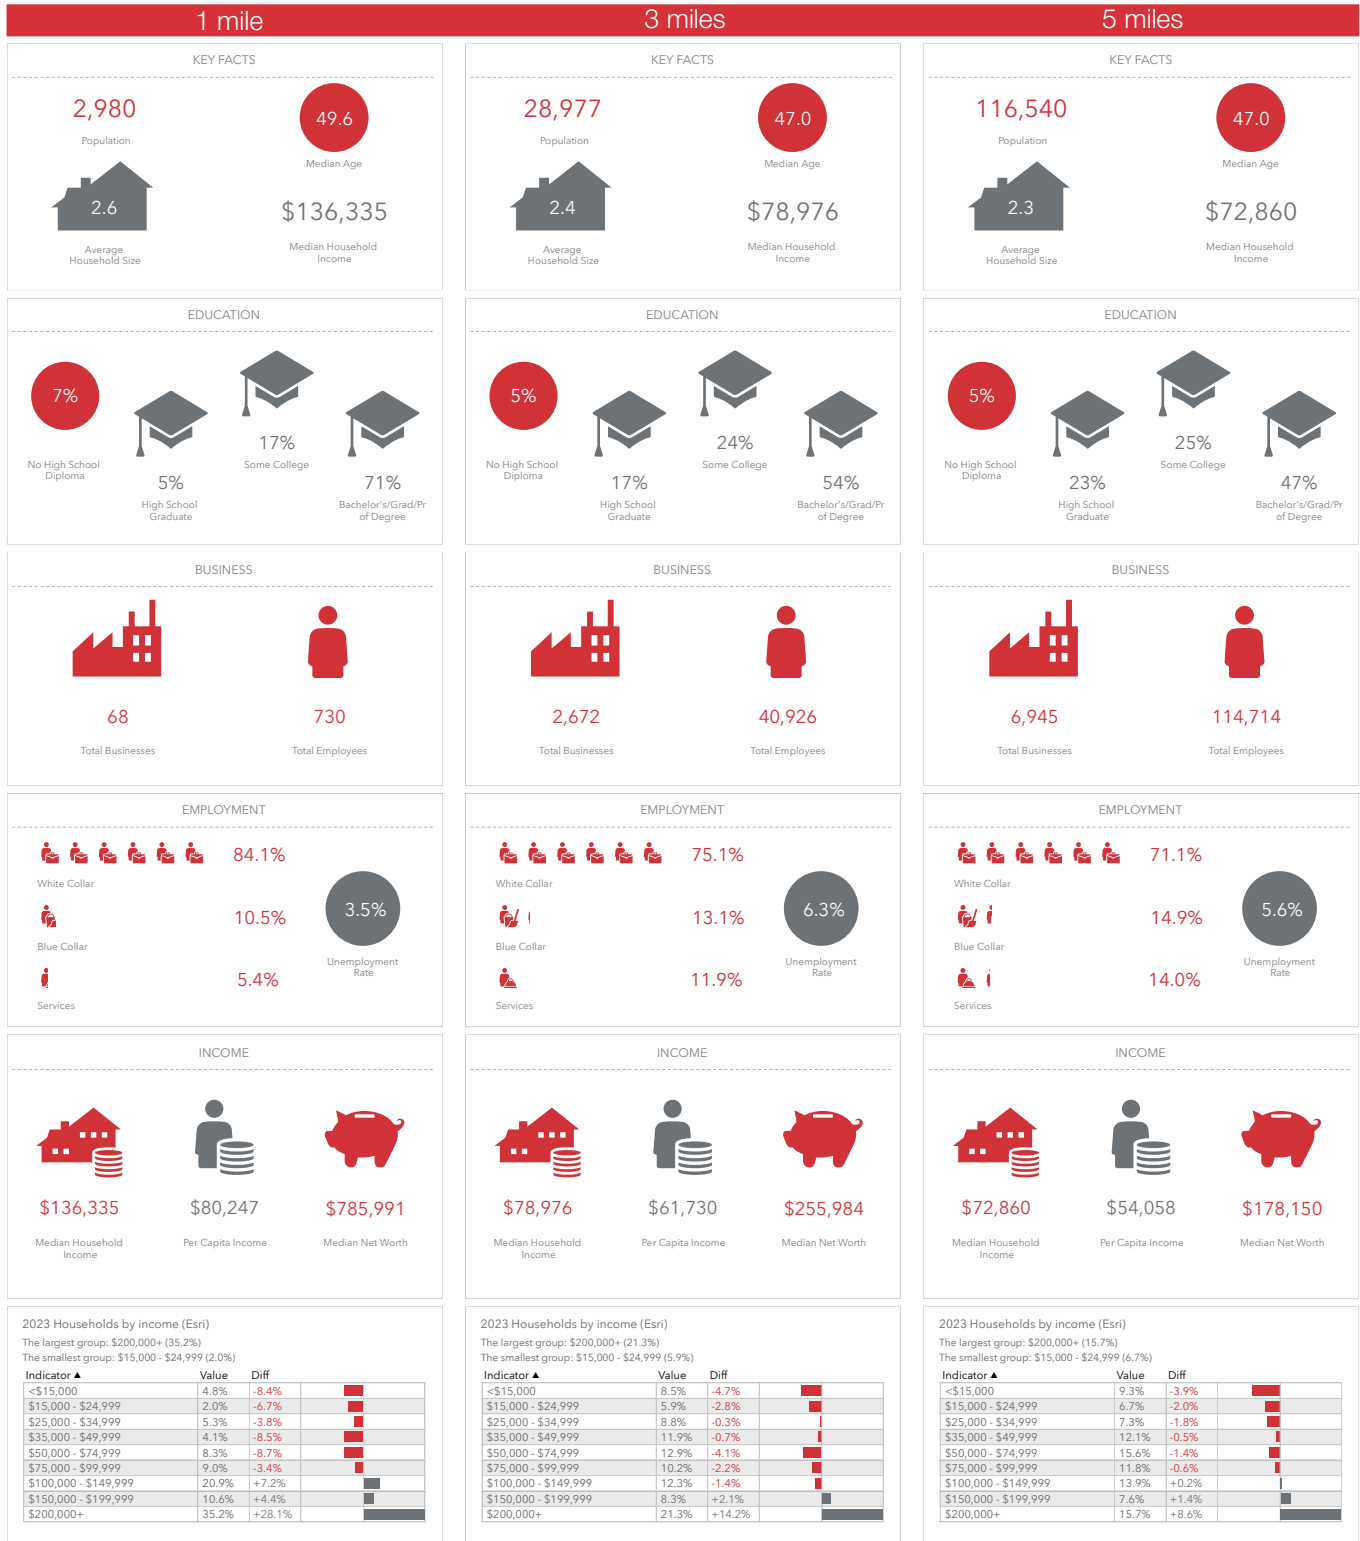 1 mile
3 miles
5 miles
KEY FACTS
2,980
Population
49.6
Median Age
2.6
Average
Household Size
$136,335
Median Household
Income
KEY FACTS
28,977
Population
47.0
Median Age
2.4
Average
Household Size
$78,976
Median Household
Income
KEY FACTS
116,540
Population
47.0
Median Age
2.3
Average
Household Size
$72,860
Median Household
Income
EDUCATION
7%
No High School
Diploma
5%
High School
Graduate
17%
Some College
71%
Bachelor's/Grad/Pr
of Degree
EDUCATION
5%
No High School
Diploma
17%
High School
Graduate
24%
Some College
54%
Bachelor's/Grad/Pr
of Degree
EDUCATION
5%
No High School
Diploma
23%
High School
Graduate
25%
Some College
47%
Bachelor's/Grad/Pr
of Degree
BUSINESS
68
Total Businesses
730
Total Employees
BUSINESS
2,672
Total Businesses
40,926
Total Employees
BUSINESS
6,945
Total Businesses
114,714
Total Employees
EMPLOYMENT
84.1%
White Collar
10.5%
Blue Collar
5.4%
Services
3.5%
Unemployment
Rate
EMPLOYMENT
75.1%
White Collar
13.1%
Blue Collar
11.9%
Services
6.3%
Unemployment
Rate
EMPLOYMENT
71.1%
White Collar
14.9%
Blue Collar
14.0%
Services
5.6%
Unemployment
Rate
INCOME
$136,335
Median Household
Income
$80,247
Per Capita Income
$785,991
Median Net Worth
INCOME
$78,976
Median Household
Income
$61,730
Per Capita Income
$255,984
Median Net Worth
INCOME
$72,860
Median Household
Income
$54,058
Per Capita Income
$178,150
Median Net Worth
2023 Households by income (Esri)
The largest group: $200,000+ (35.2%)
The smallest group: $15,000 - $24,999 (2.0%)
Indicator ▲ Value Diff
<$15,000 4.8% -8.4%
$15,000 - $24,999 2.0% -6.7%
$25,000 - $34,999 5.3% -3.8%
$35,000 - $49,999 4.1% -8.5%
$50,000 - $74,999 8.3% -8.7%
$75,000 - $99,999 9.0% -3.4%
$100,000 - $149,999 20.9% +7.2%
$150,000 - $199,999 10.6% +4.4%
$200,000+ 35.2% +28.1%
2023 Households by income (Esri)
The largest group: $200,000+ (21.3%)
The smallest group: $15,000 - $24,999 (5.9%)
Indicator ▲ Value Diff
<$15,000 8.5% -4.7%
$15,000 - $24,999 5.9% -2.8%
$25,000 - $34,999 8.8% -0.3%
$35,000 - $49,999 11.9% -0.7%
$50,000 - $74,999 12.9% -4.1%
$75,000 - $99,999 10.2% -2.2%
$100,000 - $149,999 12.3% -1.4%
$150,000 - $199,999 8.3% +2.1%
$200,000+ 21.3% +14.2%
2023 Households by income (Esri)
The largest group: $200,000+ (15.7%)
The smallest group: $15,000 - $24,999 (6.7%)
Indicator ▲ Value Diff
<$15,000 9.3% -3.9%
$15,000 - $24,999 6.7% -2.0%
$25,000 - $34,999 7.3% -1.8%
$35,000 - $49,999 12.1% -0.5%
$50,000 - $74,999 15.6% -1.4%
$75,000 - $99,999 11.8% -0.6%
$100,000 - $149,999 13.9% +0.2%
$150,000 - $199,999 7.6% +1.4%
$200,000+ 15.7% +8.6%